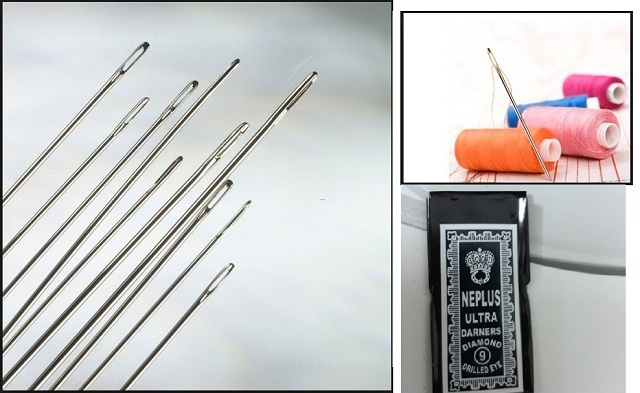 NEPLUS
ULTRA
DARNERS
DIAMOND
9
DRILLED EYE